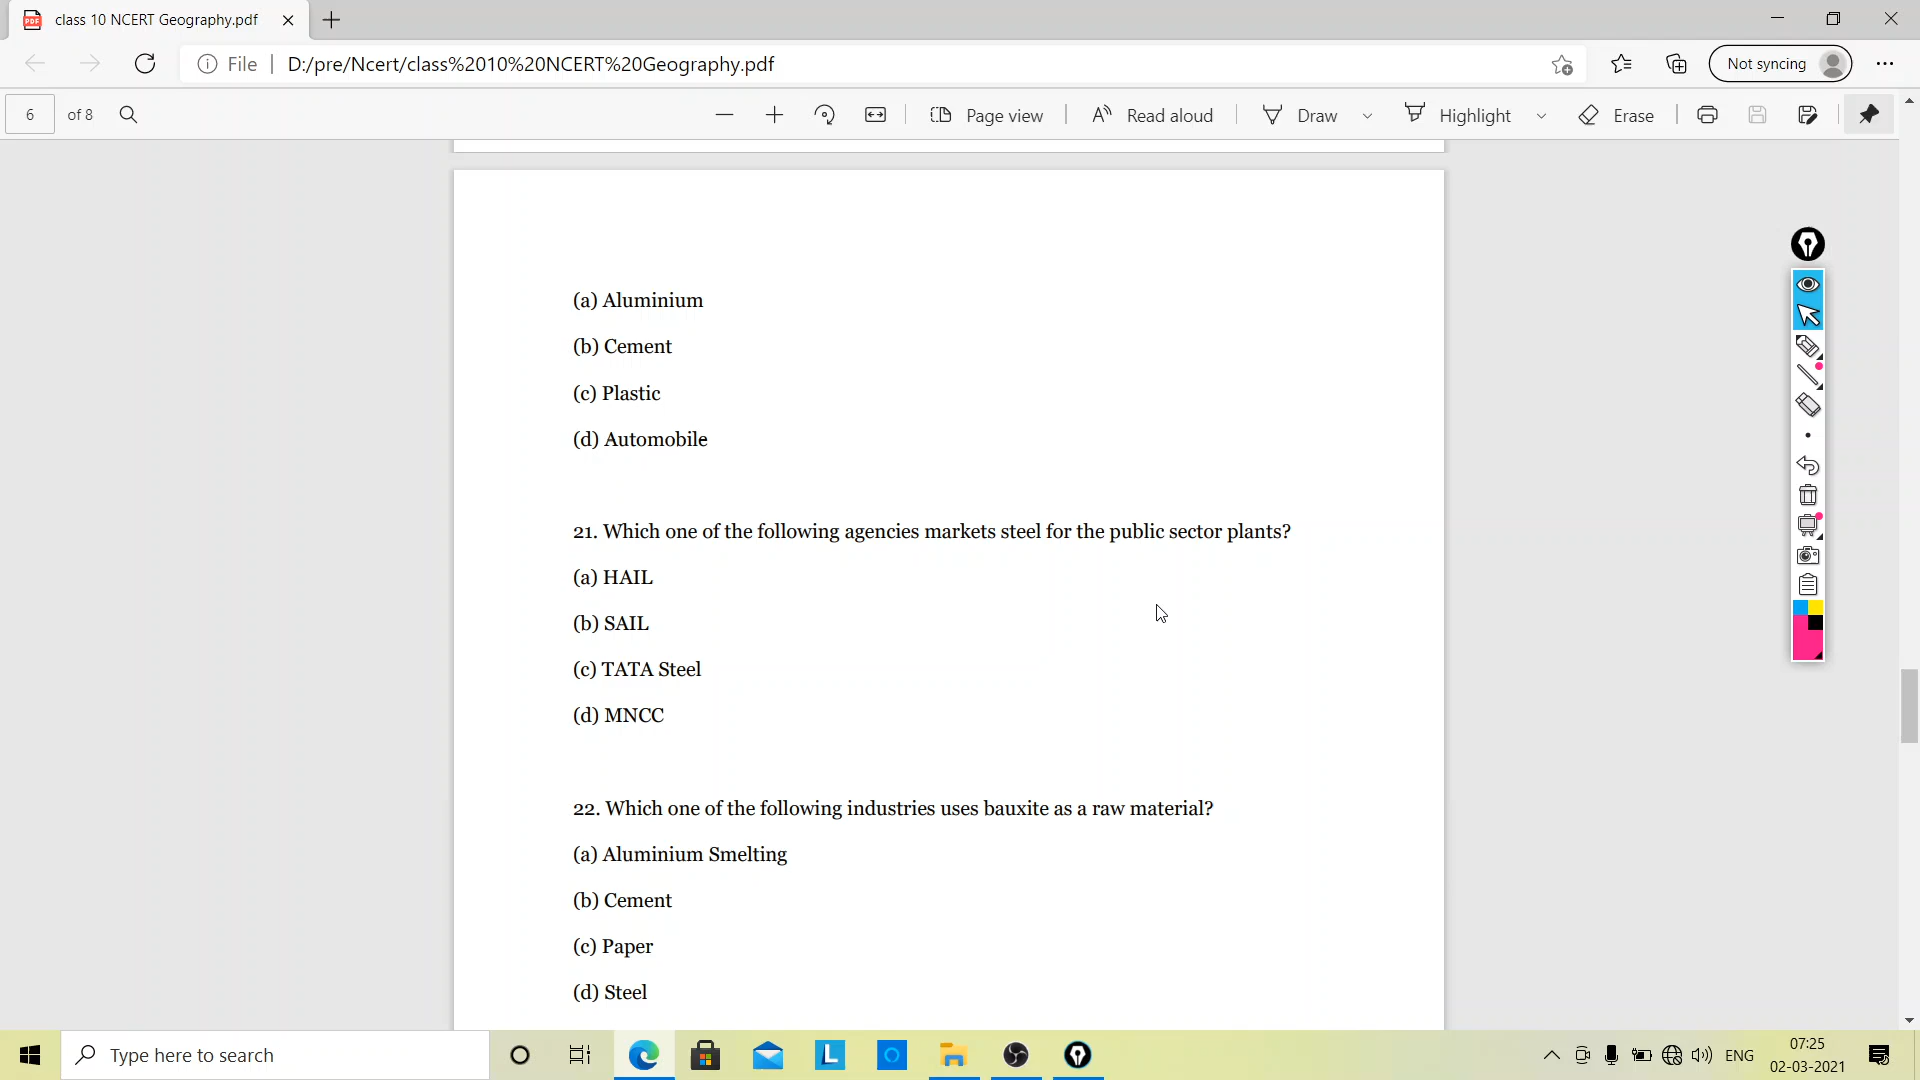 class 10 NCERT Geography.pdf
File
D:/pre/Ncert/class%2010%20NCERT%20Geography.pdf
Not syncing
6 of 8
Page view
Read aloud
Draw
Highlight
Erase
(a) Aluminium
(b) Cement
(c) Plastic
(d) Automobile
21. Which one of the following agencies markets steel for the public sector plants?
(a) HAIL
(b) SAIL
(c) TATA Steel
(d) MNCC
22. Which one of the following industries uses bauxite as a raw material?
(a) Aluminium Smelting
(b) Cement
(c) Paper
(d) Steel
Type here to search
L
ENG
07:25
02-03-2021